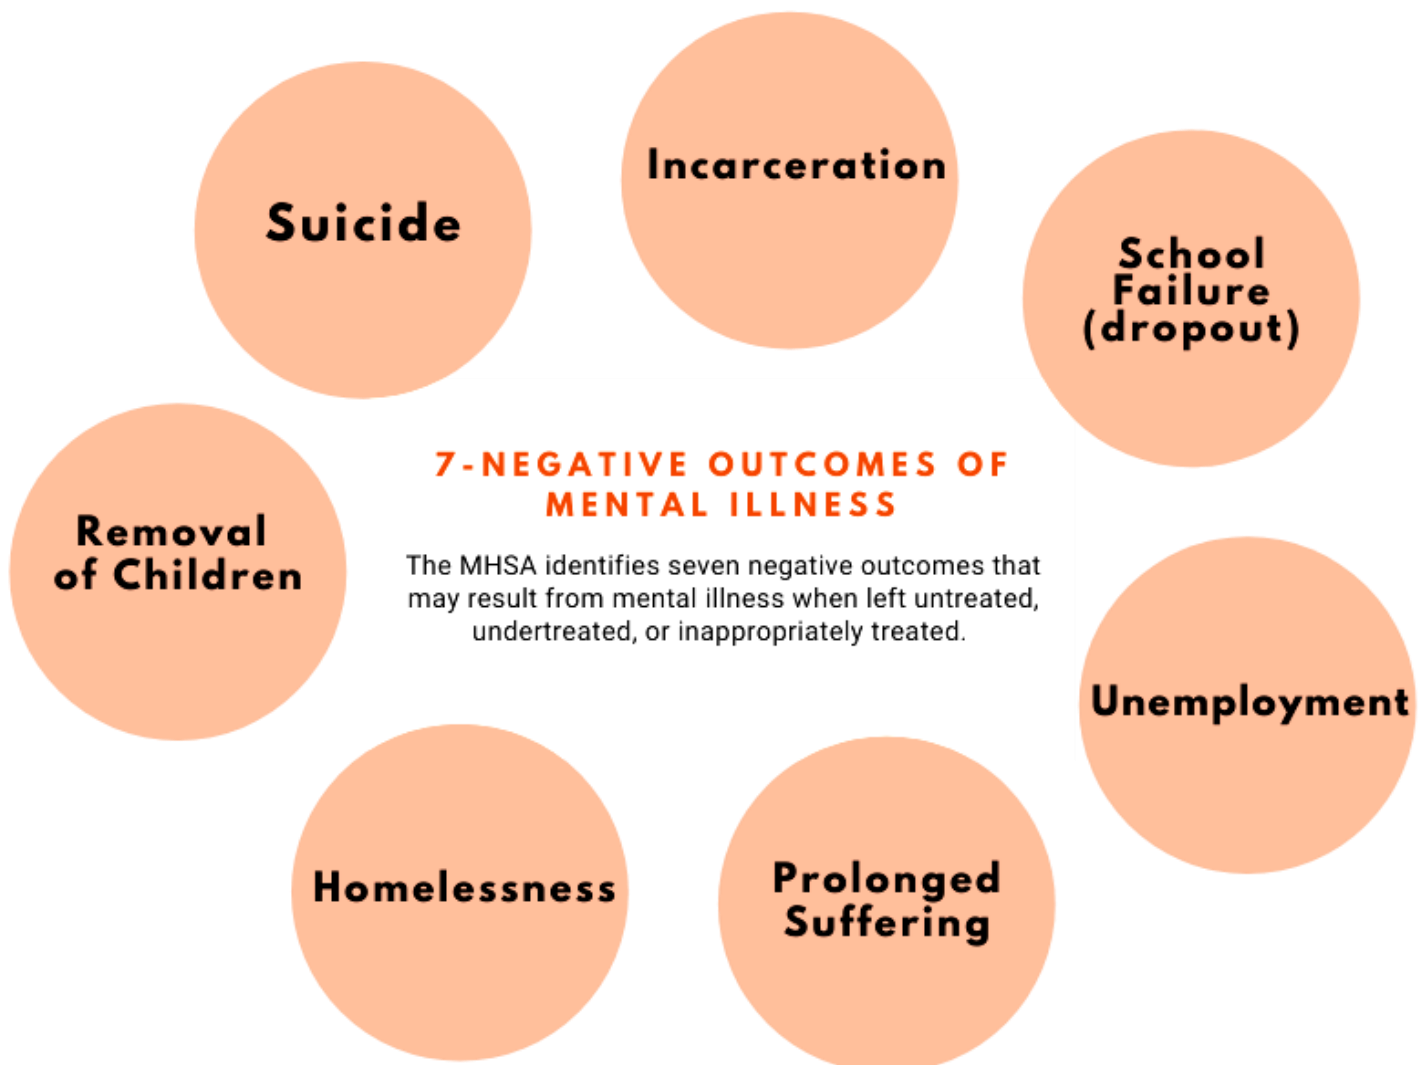 Suicide
Incarceration
School
Failure
(dropout)
7-NEGATIVE OUTCOMES OF
MENTAL ILLNESS
The MHSA identifies seven negative outcomes that
may result from mental illness when left untreated,
undertreated, or inappropriately treated.
Removal
of Children
Unemployment
Homelessness
Prolonged
Suffering